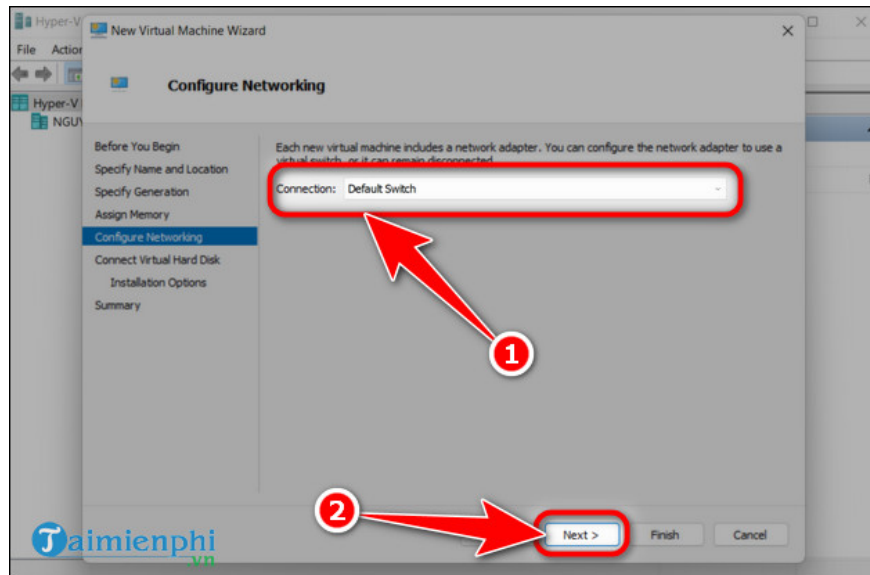 Hyper-V
New Virtual Machine Wizard
File Action
Configure Networking
Hyper-V
NGUY
Before You Begin
Specify Name and Location
Specify Generation
Assign Memory
Configure Networking
Connect Virtual Hard Disk
Installation Options
Summary
Each new virtual machine includes a network adapter. You can configure the network adapter to use a
virtual switch, or it can remain disconnected.
Connection: Default Switch
1
2
Next > Finish Cancel
Taimienphi
.vn